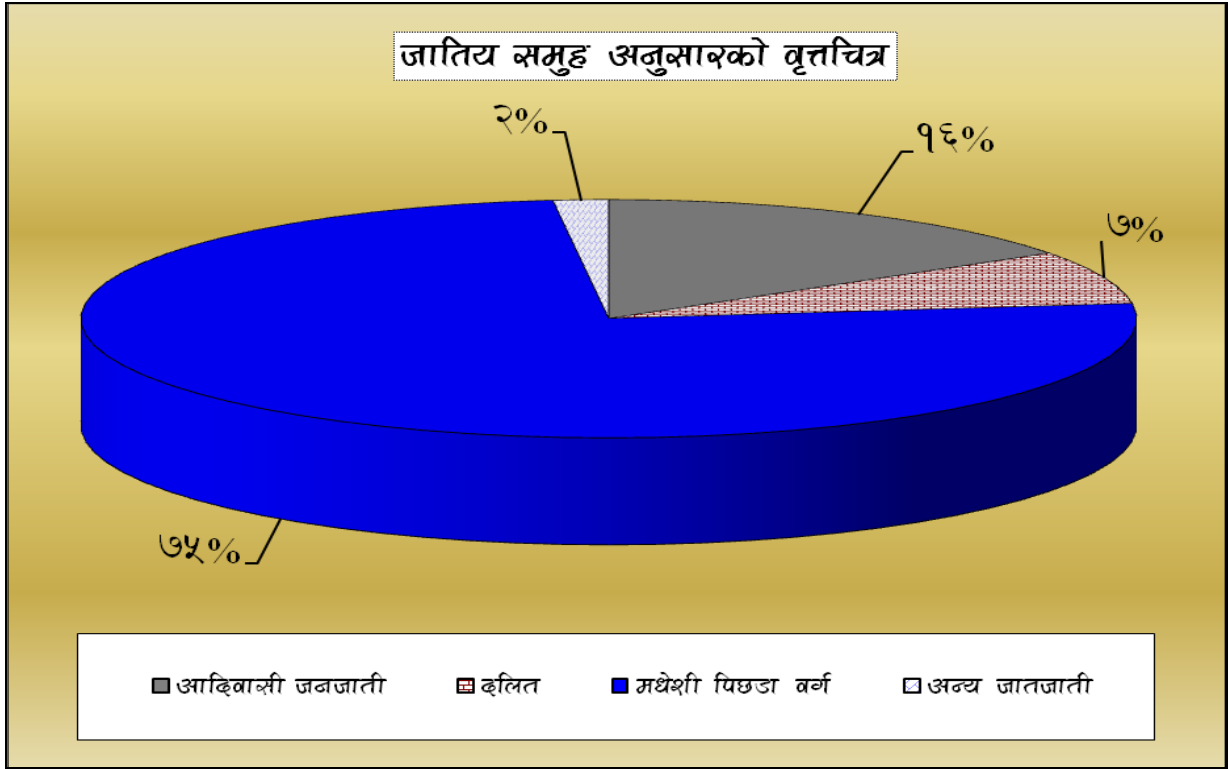 जातिय समुह अनुसारको वृत्तचित्र
२%
१६%
७%
७५%
आदिवासी जनजाती दलित मधेशी पिछडा वर्ग अन्य जातजाती